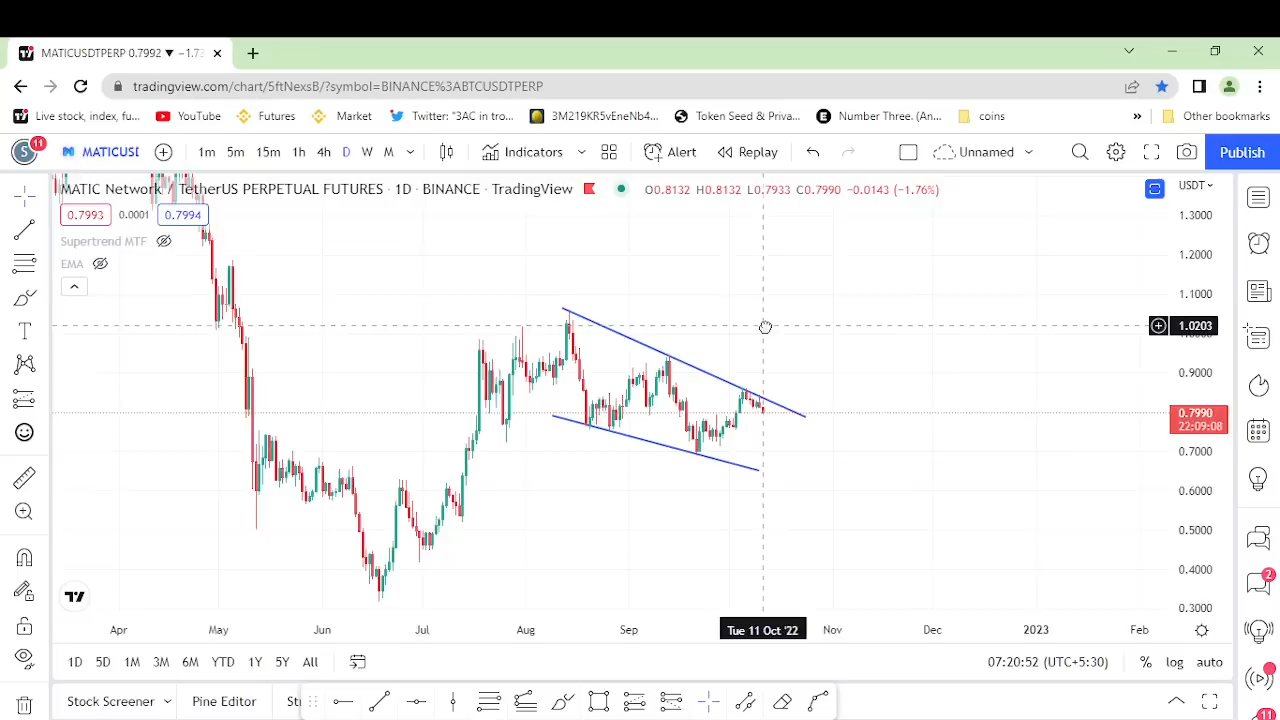 MATICUSDTPERP 0.7992 ▼ −1.73
tradingview.com/chart/5ftNexsB/?symbol=BINANCE%3ABTCUSDTPERP
Live stock, index, fu... YouTube Futures Market Twitter: "3AC in tro... 3M219KR5vEneNb4... Token Seed & Priva... Number Three. (An... coins » Other bookmarks
S 11 MATICUSI 1m 5m 15m 1h 4h D W M Indicators Alert Replay Unnamed Publish
MATIC Network / TetherUS PERPETUAL FUTURES · 1D · BINANCE · TradingView O0.8132 H0.8132 L0.7933 C0.7990 −0.0143 (−1.76%) USDT
0.7993 0.0001 0.7994
Supertrend MTF
EMA
1.3000
1.2000
1.1000
1.0203
0.9000
0.7990
22:09:08
0.7000
0.6000
0.5000
0.4000
0.3000
Apr May Jun Jul Aug Sep Tue 11 Oct '22 Nov Dec 2023 Feb
1D 5D 1M 3M 6M YTD 1Y 5Y All 07:20:52 (UTC+5:30) % log auto
Stock Screener Pine Editor
2
11